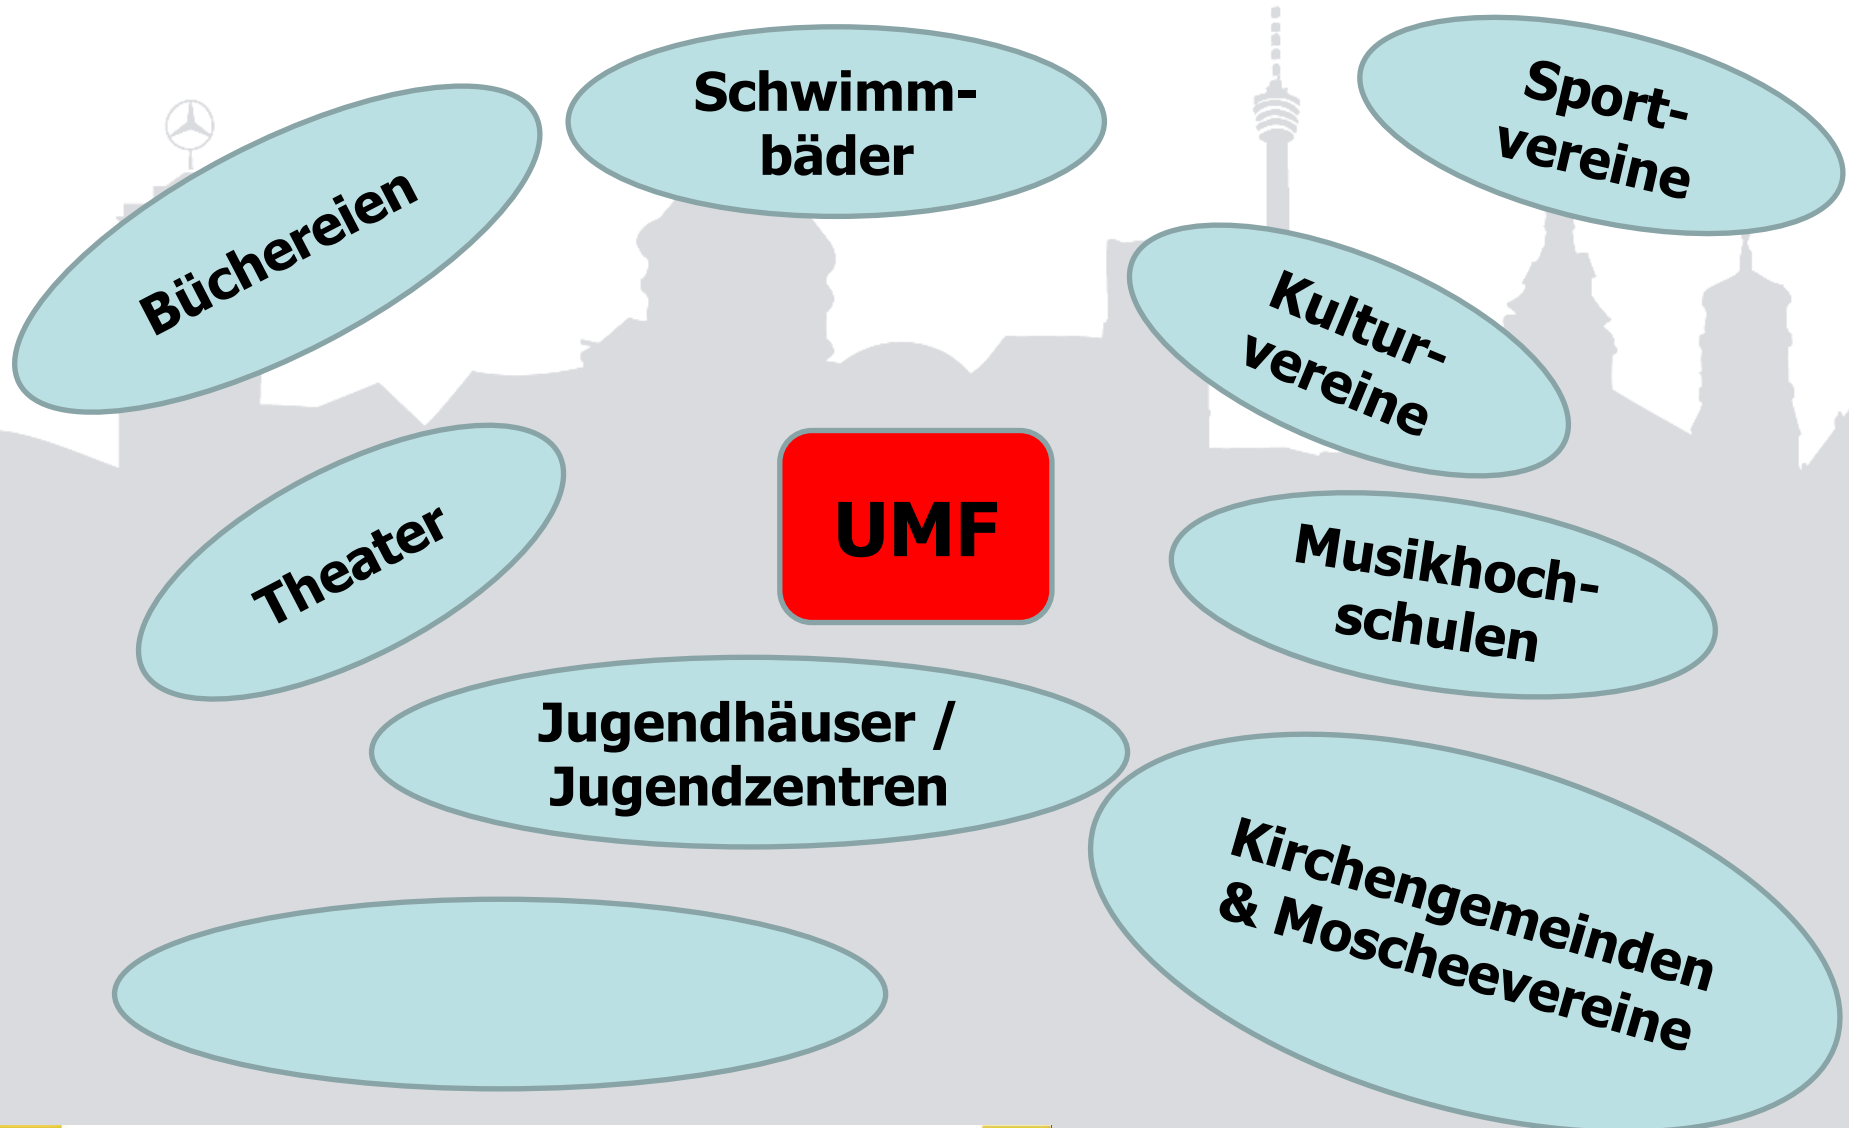 Schwimm-
bäder
Sport-
vereine
Büchereien
Kultur-
vereine
Theater
UMF
Musikhoch-
schulen
Jugendhäuser /
Jugendzentren
Kirchengemeinden
& Moscheevereine